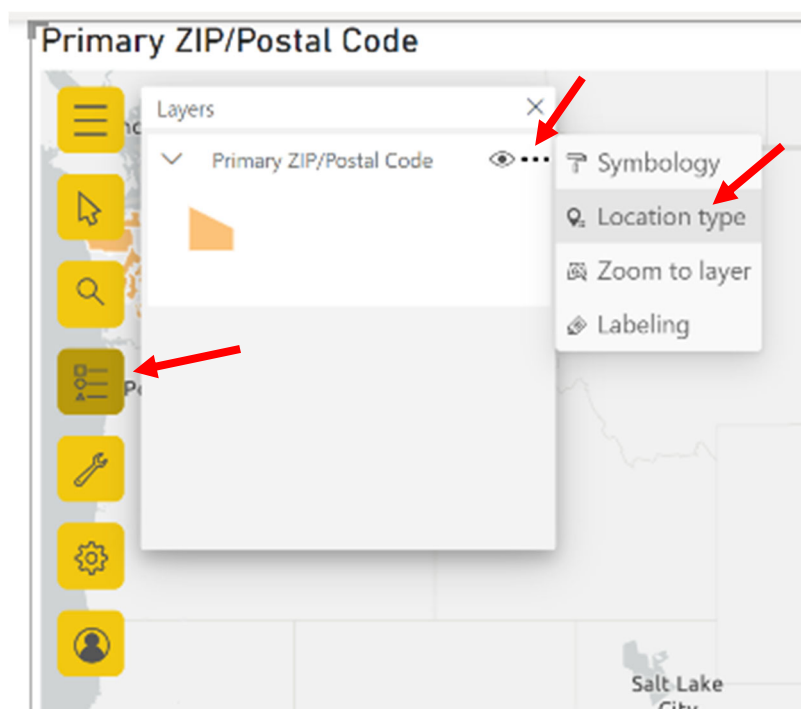 Primary ZIP/Postal Code
Layers
Primary ZIP/Postal Code
Symbology
Location type
Zoom to layer
Labeling
Salt Lake
City